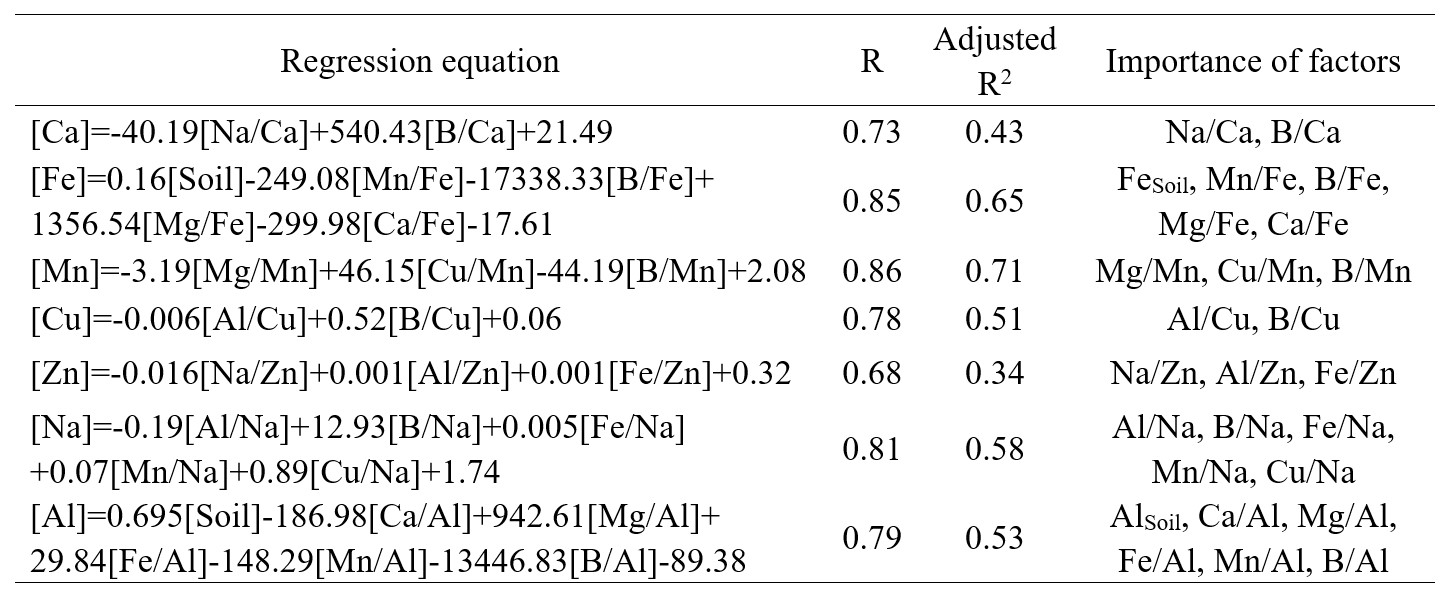 Regression equation R Adjusted R² Importance of factors
[Ca]=-40.19[Na/Ca]+540.43[B/Ca]+21.49 0.73 0.43 Na/Ca, B/Ca
[Fe]=0.16[Soil]-249.08[Mn/Fe]-17338.33[B/Fe]+
1356.54[Mg/Fe]-299.98[Ca/Fe]-17.61 0.85 0.65 Fe_Soil, Mn/Fe, B/Fe,
Mg/Fe, Ca/Fe
[Mn]=-3.19[Mg/Mn]+46.15[Cu/Mn]-44.19[B/Mn]+2.08 0.86 0.71 Mg/Mn, Cu/Mn, B/Mn
[Cu]=-0.006[Al/Cu]+0.52[B/Cu]+0.06 0.78 0.51 Al/Cu, B/Cu
[Zn]=-0.016[Na/Zn]+0.001[Al/Zn]+0.001[Fe/Zn]+0.32 0.68 0.34 Na/Zn, Al/Zn, Fe/Zn
[Na]=-0.19[Al/Na]+12.93[B/Na]+0.005[Fe/Na]
+0.07[Mn/Na]+0.89[Cu/Na]+1.74 0.81 0.58 Al/Na, B/Na, Fe/Na,
Mn/Na, Cu/Na
[Al]=0.695[Soil]-186.98[Ca/Al]+942.61[Mg/Al]+
29.84[Fe/Al]-148.29[Mn/Al]-13446.83[B/Al]-89.38 0.79 0.53 Al_Soil, Ca/Al, Mg/Al,
Fe/Al, Mn/Al, B/Al